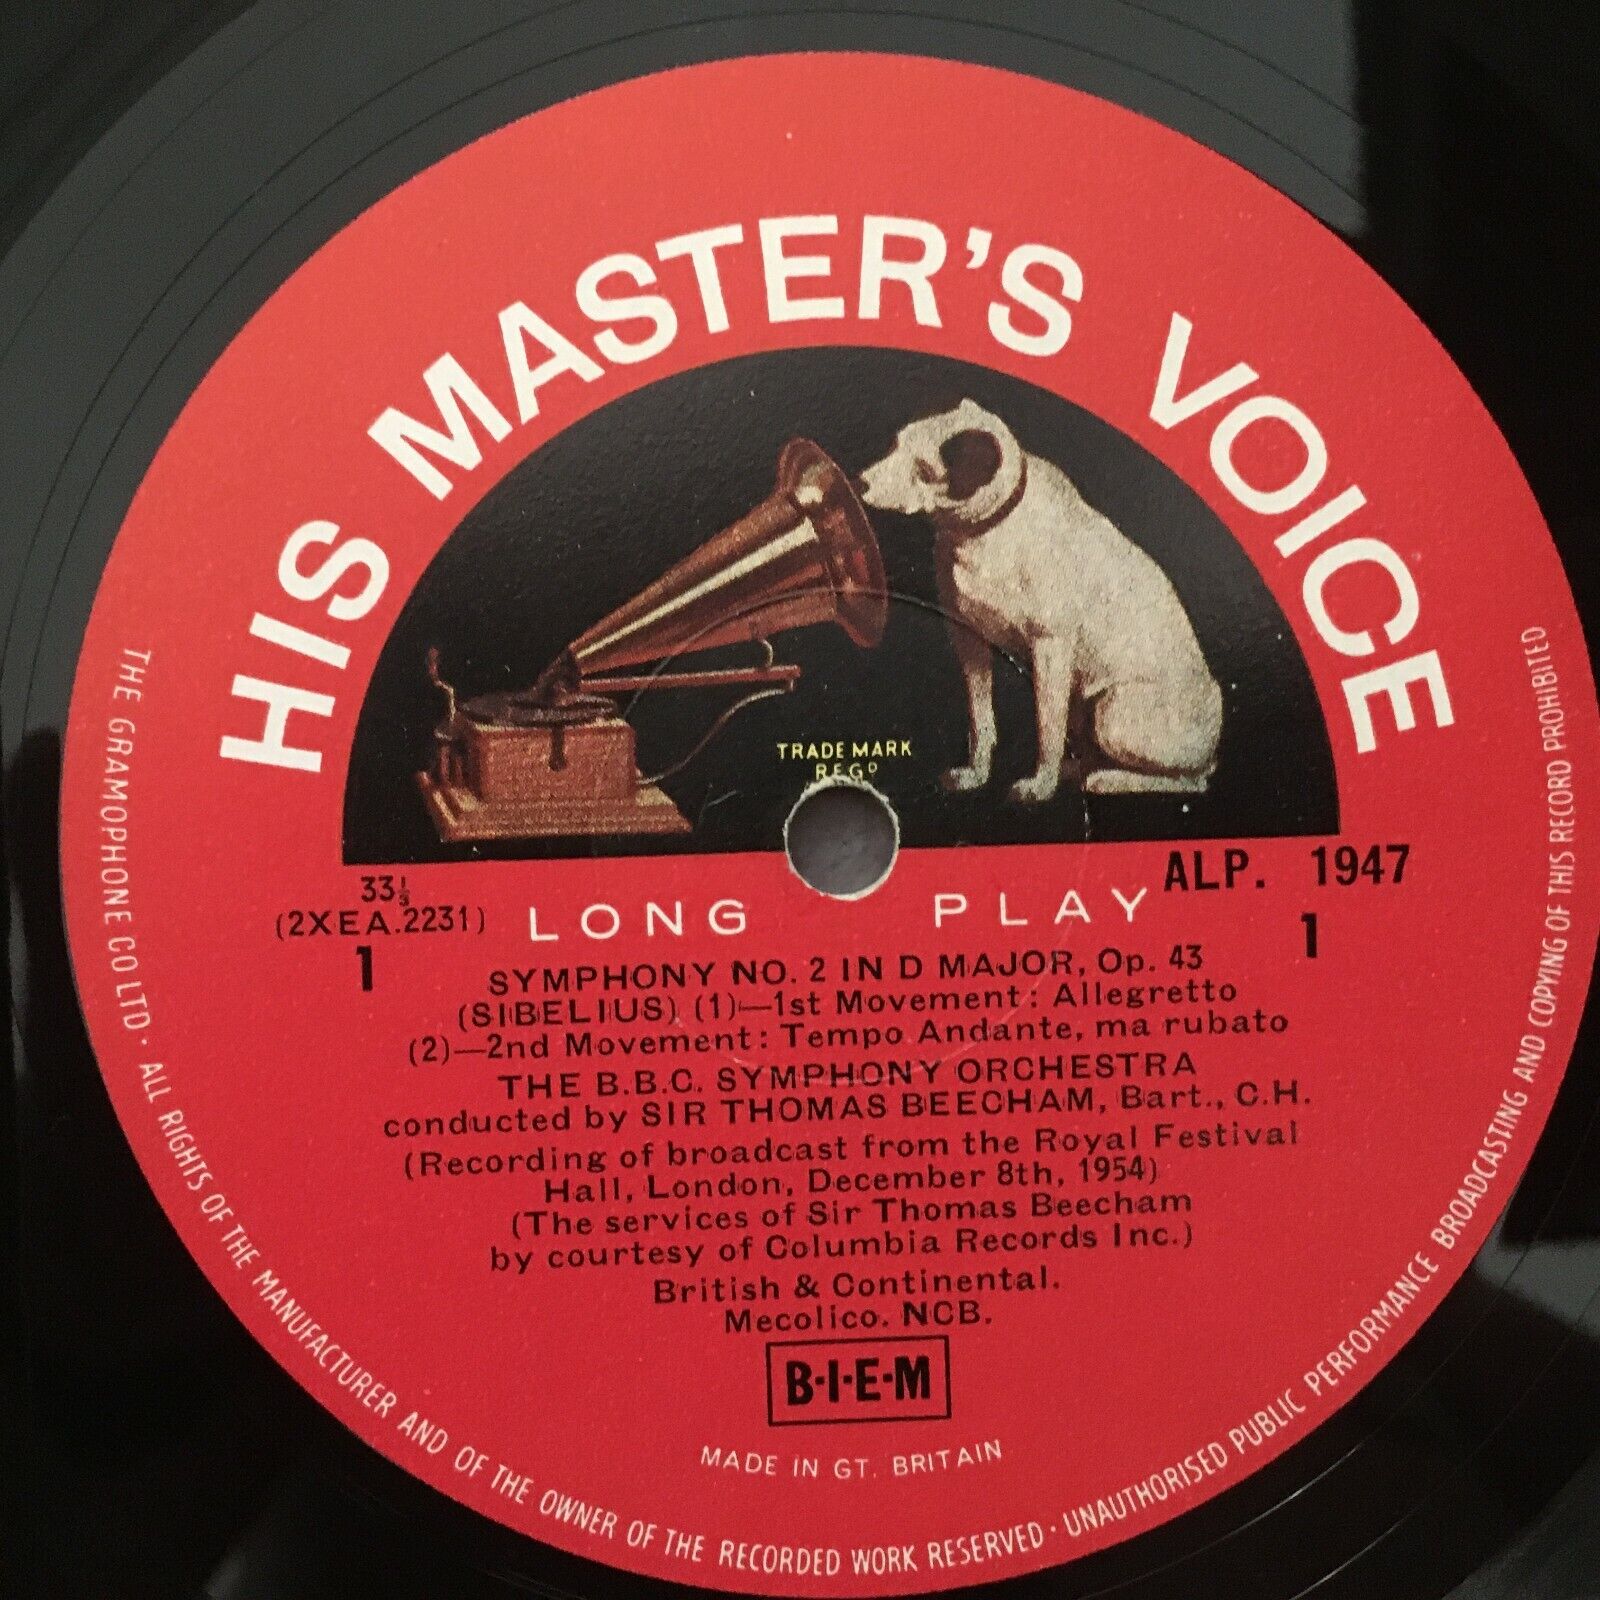 HIS MASTER'S VOICE
TRADE MARK
REGD
33⅓
(2XEA.2231)
1
LONG PLAY
ALP. 1947
1
SYMPHONY NO. 2 IN D MAJOR, Op. 43
(SIBELIUS) (1)—1st Movement: Allegretto
(2)—2nd Movement: Tempo Andante, ma rubato
THE B.B.C. SYMPHONY ORCHESTRA
conducted by SIR THOMAS BEECHAM, Bart., C.H.
(Recording of broadcast from the Royal Festival
Hall, London, December 8th, 1954)
(The services of Sir Thomas Beecham
by courtesy of Columbia Records Inc.)
British & Continental.
Mecolico. NCB.
B·I·E·M
MADE IN GT. BRITAIN
THE GRAMOPHONE CO LTD · ALL RIGHTS OF THE MANUFACTURER AND OF THE OWNER OF THE RECORDED WORK RESERVED · UNAUTHORISED PUBLIC PERFORMANCE BROADCASTING AND COPYING OF THIS RECORD PROHIBITED